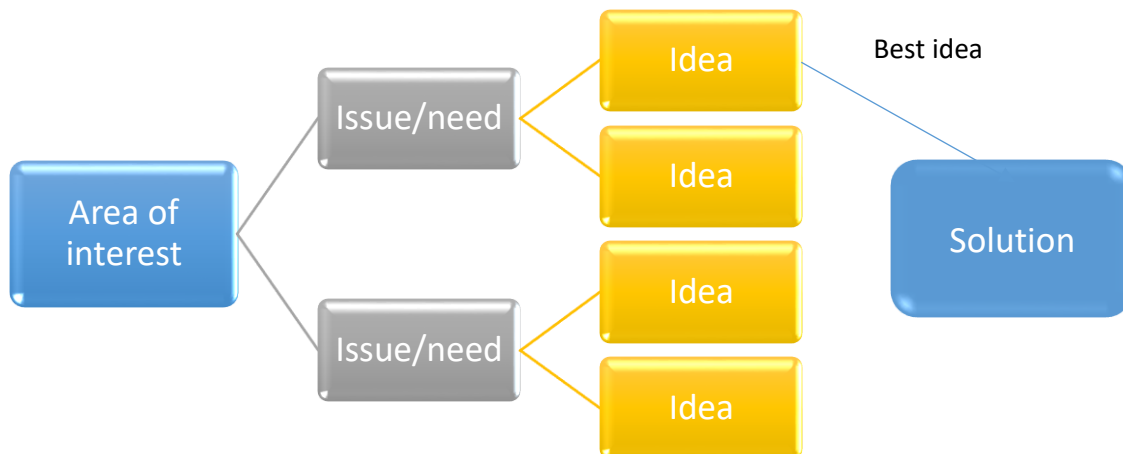 Area of
interest
Issue/need
Issue/need
Idea
Idea
Idea
Idea
Best idea
Solution